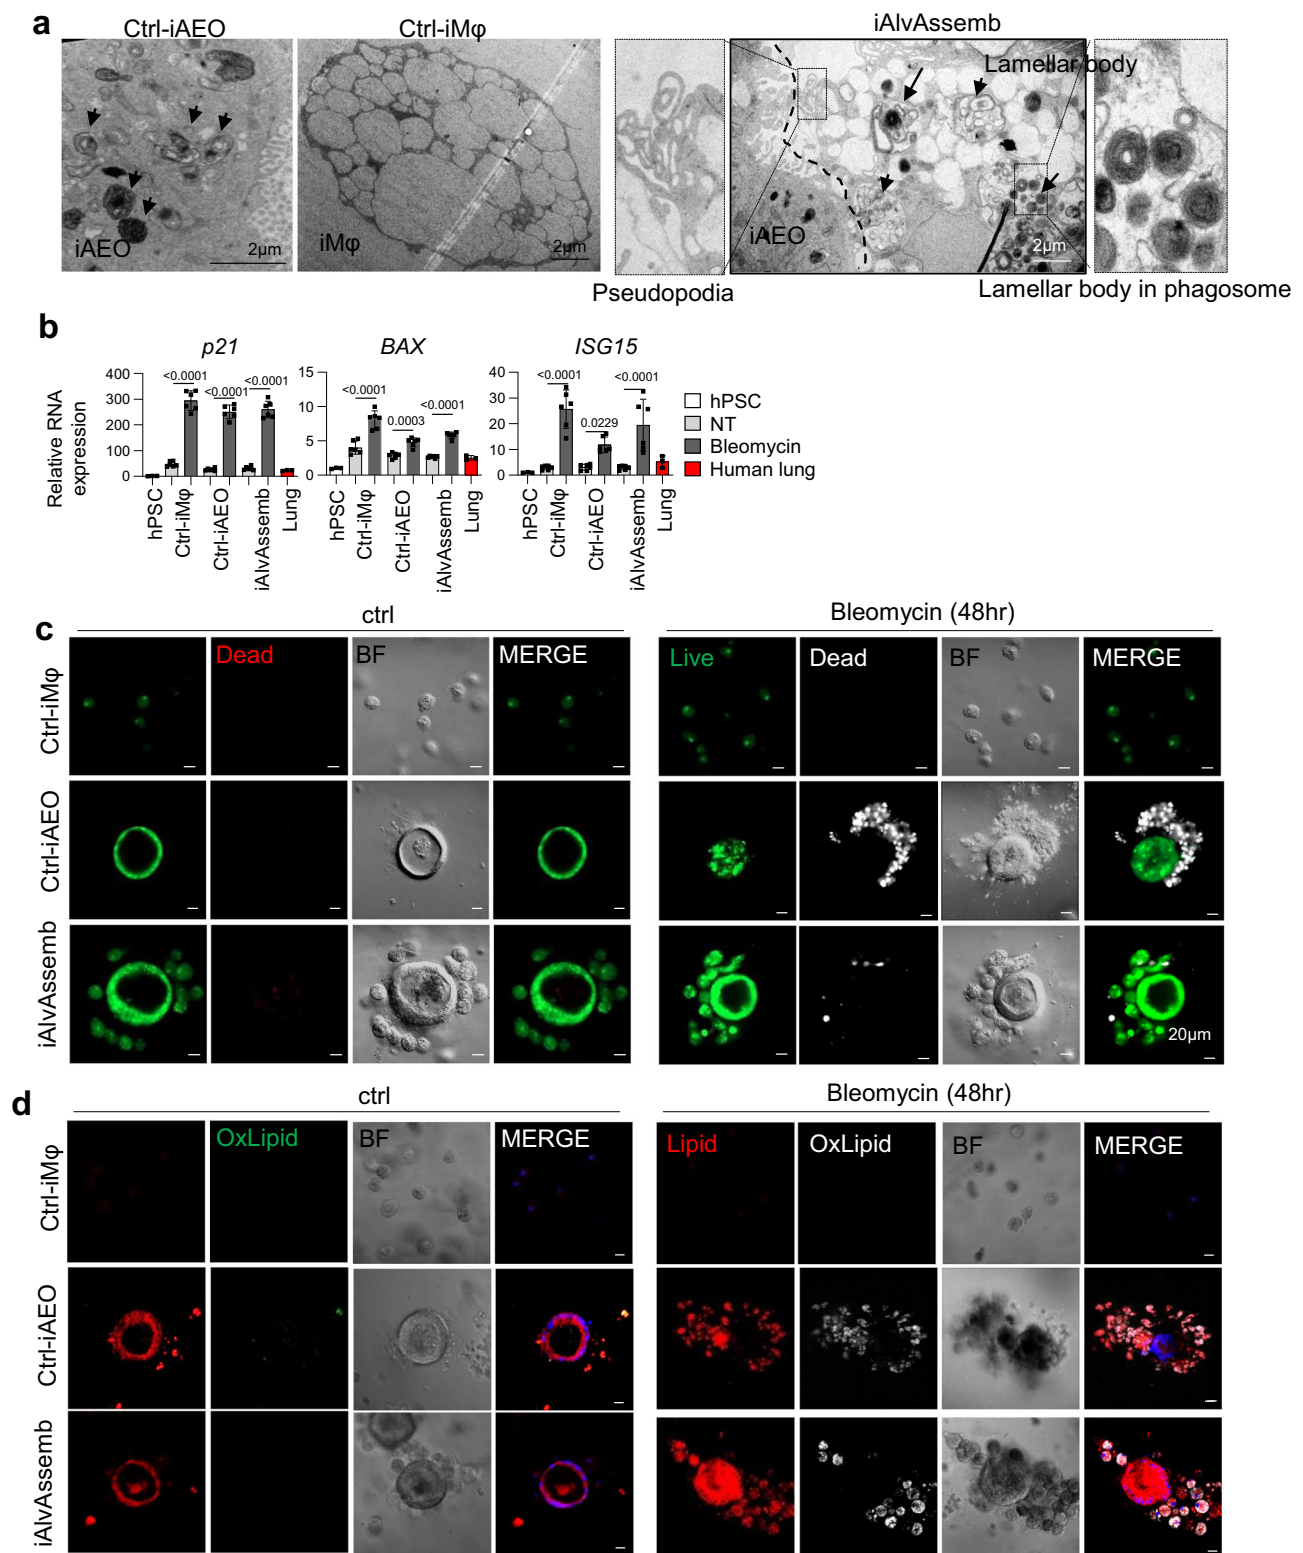 a
Ctrl-iAEO
Ctrl-iMφ
iAlvAssemb
Lamellar body
iAEO
2μm
iMφ
2μm
iAEO
2μm
Pseudopodia
Lamellar body in phagosome
b
p21
BAX
ISG15
Relative RNA
expression
400
300
200
100
0
<0.0001
<0.0001
<0.0001
hPSC
Ctrl-iMφ
Ctrl-iAEO
iAlvAssemb
Lung
15
10
5
0
<0.0001
0.0003
<0.0001
hPSC
Ctrl-iMφ
Ctrl-iAEO
iAlvAssemb
Lung
40
30
20
10
0
<0.0001
0.0229
<0.0001
hPSC
Ctrl-iMφ
Ctrl-iAEO
iAlvAssemb
Lung
hPSC
NT
Bleomycin
Human lung
c
ctrl
Bleomycin (48hr)
Dead
BF
MERGE
Live
Dead
BF
MERGE
Ctrl-iMφ
Ctrl-iAEO
iAlvAssemb
20μm
d
ctrl
Bleomycin (48hr)
OxLipid
BF
MERGE
Lipid
OxLipid
BF
MERGE
Ctrl-iMφ
Ctrl-iAEO
iAlvAssemb